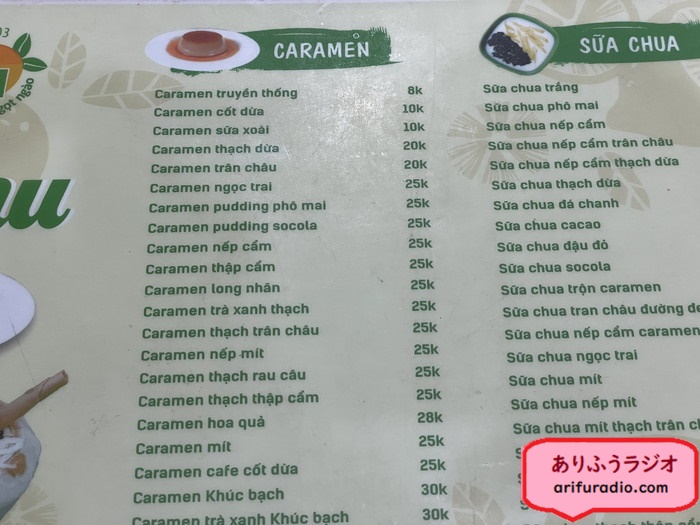 03
gọt ngào
CARAMEN
Caramen truyền thống 8k
Caramen cốt dừa 10k
Caramen sữa xoài 10k
Caramen thạch dừa 20k
Caramen trân châu 20k
Caramen ngọc trai 25k
Caramen pudding phô mai 25k
Caramen pudding socola 25k
Caramen nếp cẩm 25k
Caramen thập cẩm 25k
Caramen long nhãn 25k
Caramen trà xanh thạch 25k
Caramen thạch trân châu 25k
Caramen nếp mít 25k
Caramen thạch rau câu 25k
Caramen thạch thập cẩm 25k
Caramen hoa quả 28k
Caramen mít 25k
Caramen cafe cốt dừa 25k
Caramen Khúc bạch 30k
Caramen trà xanh Khúc bạch 30k
SỮA CHUA
Sữa chua trắng
Sữa chua phô mai
Sữa chua nếp cẩm
Sữa chua nếp cẩm trân châu
Sữa chua nếp cẩm thạch dừa
Sữa chua thạch dừa
Sữa chua đá chanh
Sữa chua cacao
Sữa chua đậu đỏ
Sữa chua socola
Sữa chua trộn caramen
Sữa chua tran châu đường
Sữa chua nếp cẩm caramen
Sữa chua ngọc trai
Sữa chua mít
Sữa chua nếp mít
Sữa chua mít thạch trân
ありふうラジオ
arifuradio.com